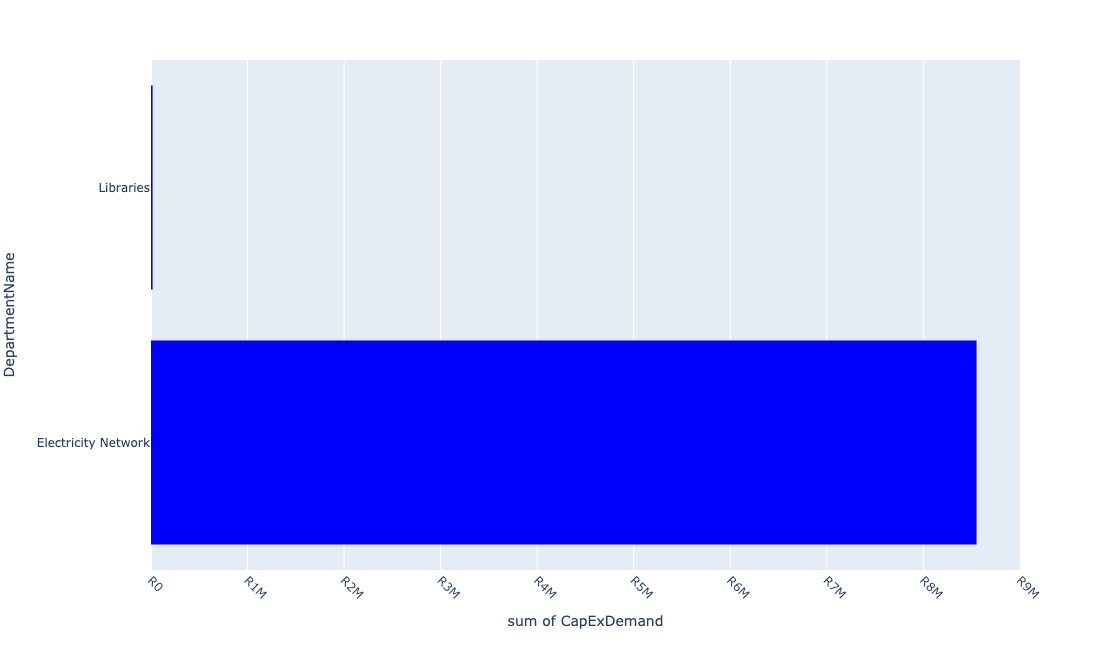 Libraries
DepartmentName
Electricity Network
R0
R1M
R2M
R3M
R4M
R5M
R6M
R7M
R8M
R9M
sum of CapExDemand